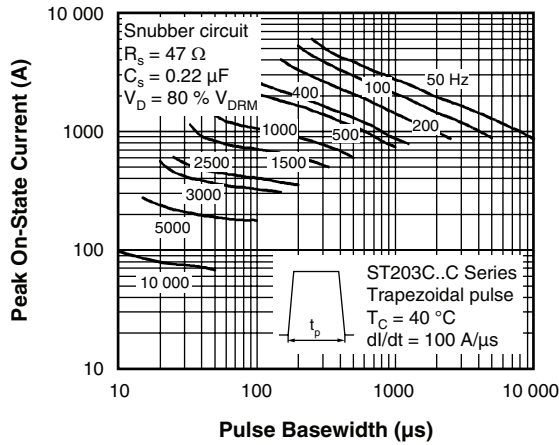 Peak On-State Current (A)
10 000
1000
100
10
Snubber circuit
Rs = 47 Ω
Cs = 0.22 µF
VD = 80 % VDRM
50 Hz
100
200
400
500
1000
1500
2500
3000
5000
10 000
ST203C..C Series
Trapezoidal pulse
TC = 40 °C
dI/dt = 100 A/µs
tp
10
100
1000
10 000
Pulse Basewidth (µs)